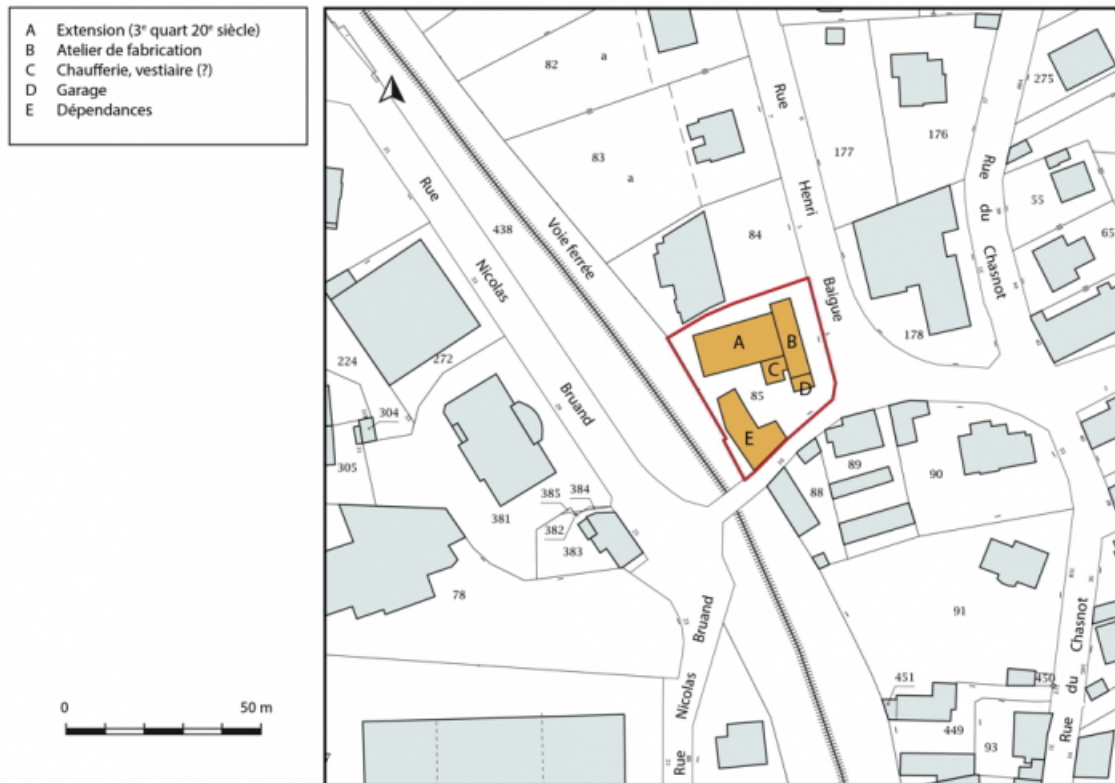 A Extension (3e quart 20e siècle)
B Atelier de fabrication
C Chaufferie, vestiaire (?)
D Garage
E Dépendances
0 50 m
82
a
83
a
84
Rue Henri Baigue
177
176
275
Rue du Chasnot
55
65
178
438
Voie ferrée
Rue Nicolas Bruand
224
272
304
305
A
B
C
D
85
E
88
89
90
381
385
384
382
383
78
91
Rue Nicolas Bruand
451
450
449
93
Rue du Chasnot